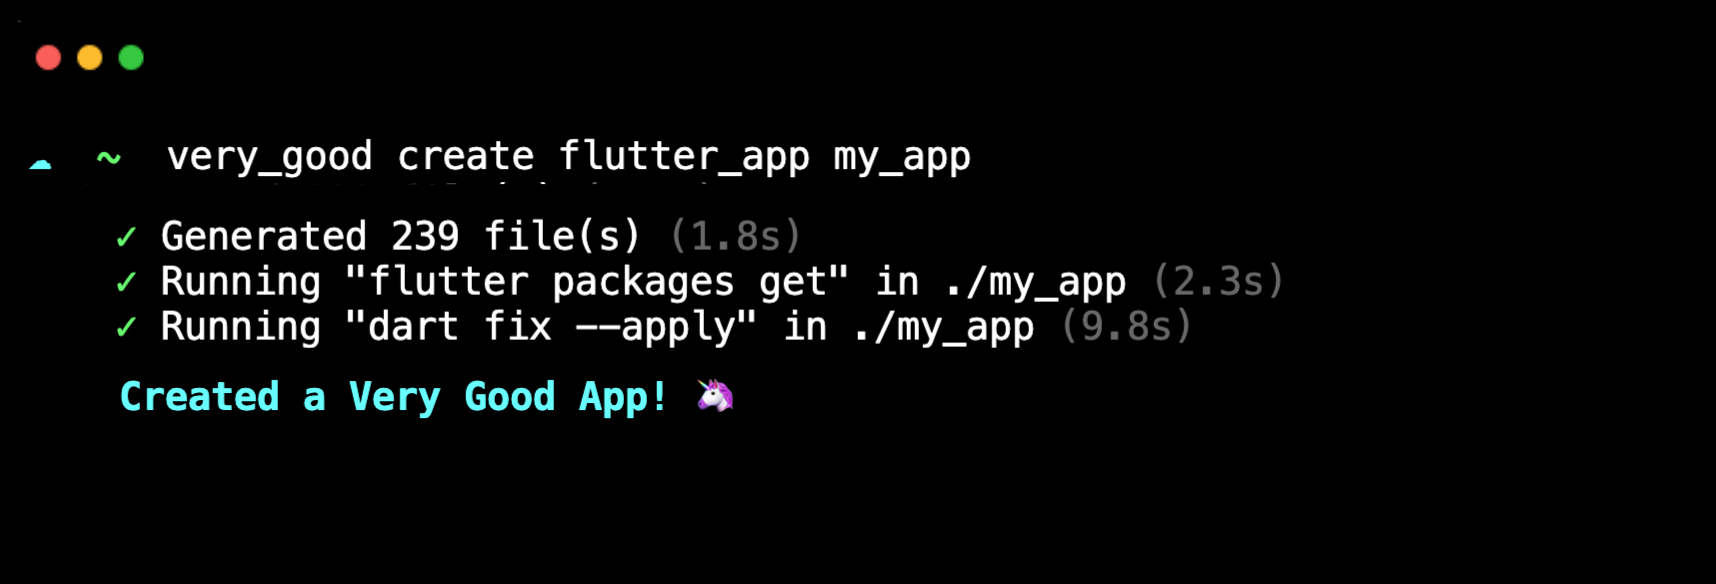 ☁ ~ very_good create flutter_app my_app
✓ Generated 239 file(s) (1.8s)
✓ Running "flutter packages get" in ./my_app (2.3s)
✓ Running "dart fix --apply" in ./my_app (9.8s)
Created a Very Good App! 🦄